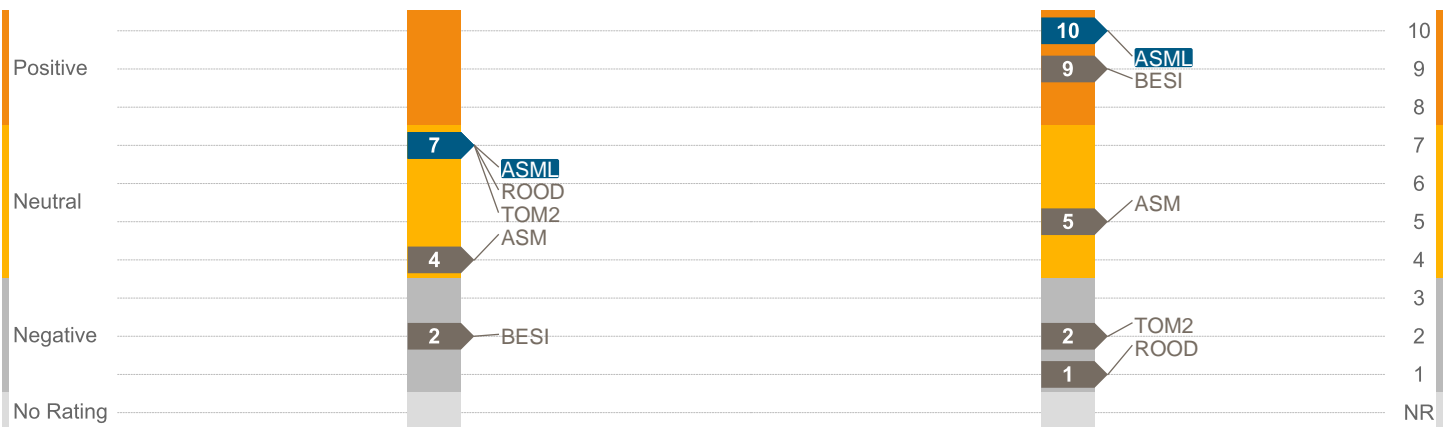 10
10
ASML
Positive
9
9
BESI
8
7
7
ASML
ROOD
6
Neutral
ASM
TOM2
5
5
ASM
4
4
3
TOM2
Negative
2
BESI
2
2
ROOD
1
1
No Rating
NR